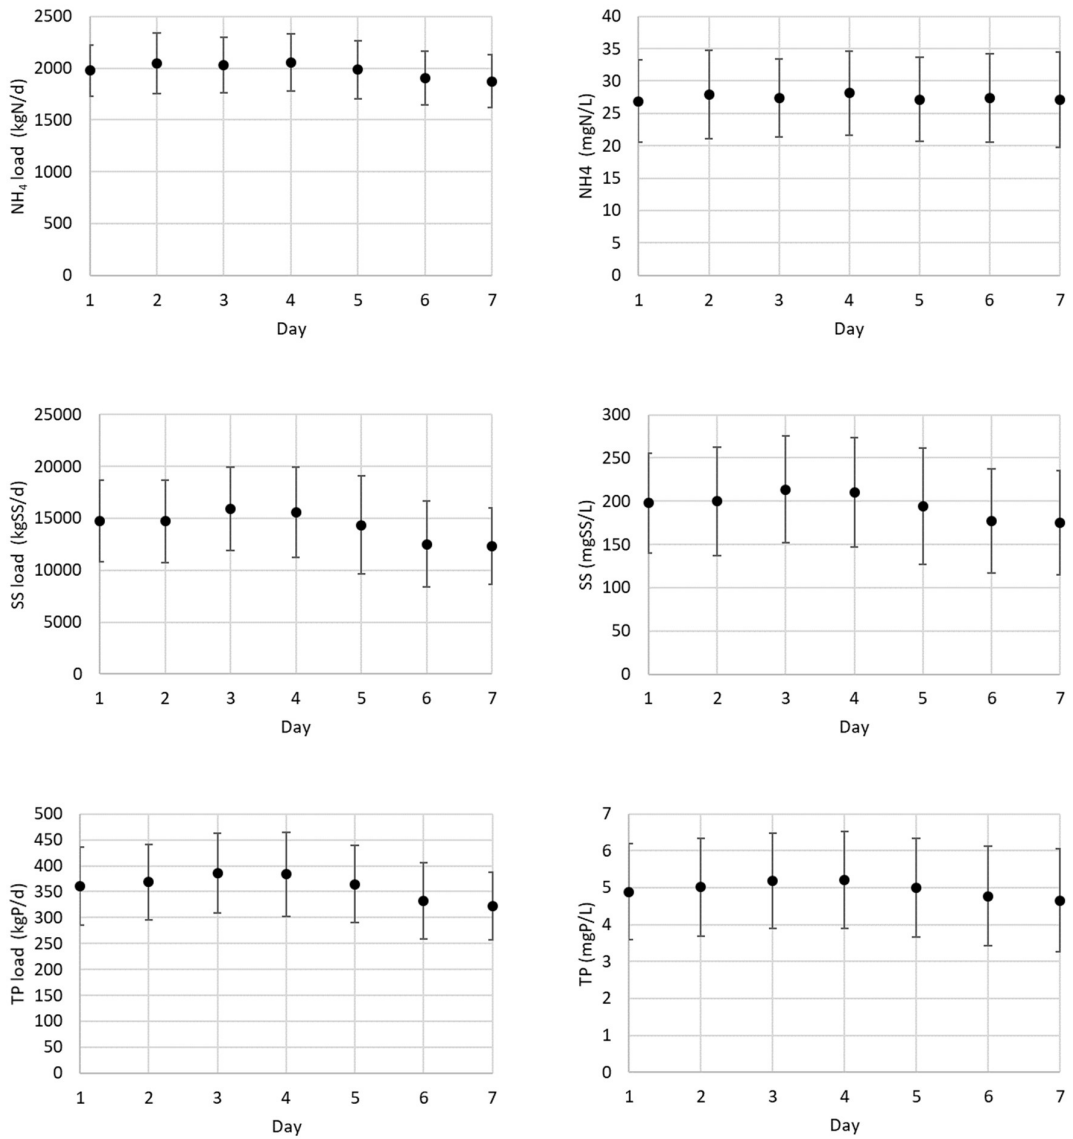 NH4 load (kgN/d)
2500
2000
1500
1000
500
0
1 2 3 4 5 6 7
Day
NH4 (mgN/L)
40
35
30
25
20
15
10
5
0
1 2 3 4 5 6 7
Day
SS load (kgSS/d)
25000
20000
15000
10000
5000
0
1 2 3 4 5 6 7
Day
SS (mgSS/L)
300
250
200
150
100
50
0
1 2 3 4 5 6 7
Day
TP load (kgP/d)
500
450
400
350
300
250
200
150
100
50
0
1 2 3 4 5 6 7
Day
TP (mgP/L)
7
6
5
4
3
2
1
0
1 2 3 4 5 6 7
Day